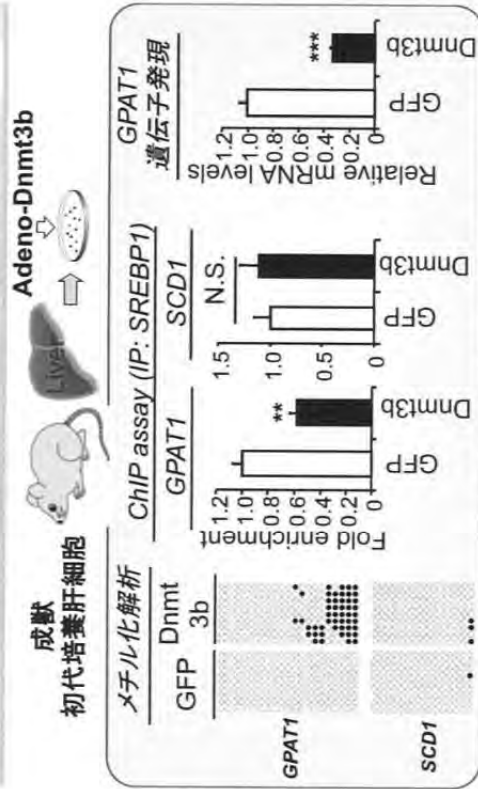 成獣
初代培養肝細胞
Liver
Adeno-Dnmt3b
メチル化解析
GFP
Dnmt
3b
GPAT1
SCD1
ChIP assay (IP: SREBP1)
GPAT1
Fold enrichment
1.2
1.0
0.8
0.6
0.4
0.2
0
**
GFP
Dnmt3b
SCD1
1.5
1.0
0.5
0
N.S.
GFP
Dnmt3b
GPAT1
遺伝子発現
Relative mRNA levels
1.2
1.0
0.8
0.6
0.4
0.2
0
***
GFP
Dnmt3b